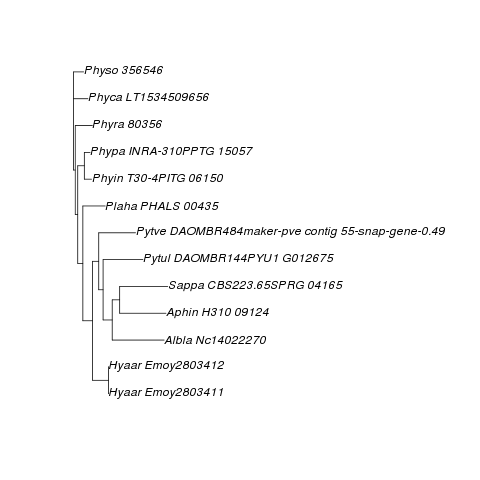 Physo 356546
Phyca LT1534509656
Phyra 80356
Phypa INRA-310PPTG 15057
Phyin T30-4PITG 06150
Plaha PHALS 00435
Pytve DAOMBR484maker-pve contig 55-snap-gene-0.49
Pytul DAOMBR144PYU1 G012675
Sappa CBS223.65SPRG 04165
Aphin H310 09124
Albla Nc14022270
Hyaar Emoy2803412
Hyaar Emoy2803411